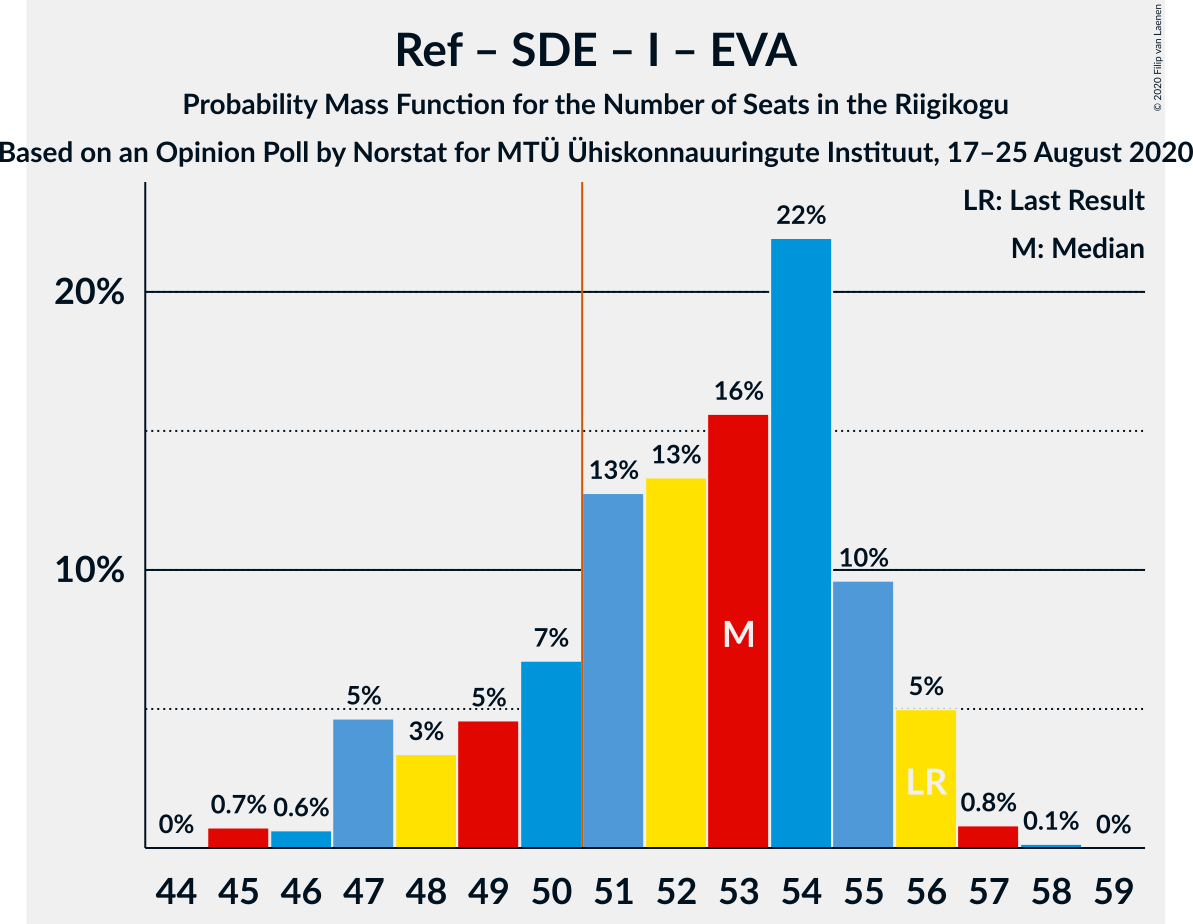 Ref – SDE – I – EVA
Probability Mass Function for the Number of Seats in the Riigikogu
Based on an Opinion Poll by Norstat for MTÜ Ühiskonnauuringute Instituut, 17–25 August 2020
© 2020 Filip van Laenen
LR: Last Result
M: Median
20%
10%
0%
0.7%
0.6%
5%
3%
5%
7%
13%
13%
16%
22%
10%
5%
0.8%
0.1%
0%
M
LR
44 45 46 47 48 49 50 51 52 53 54 55 56 57 58 59